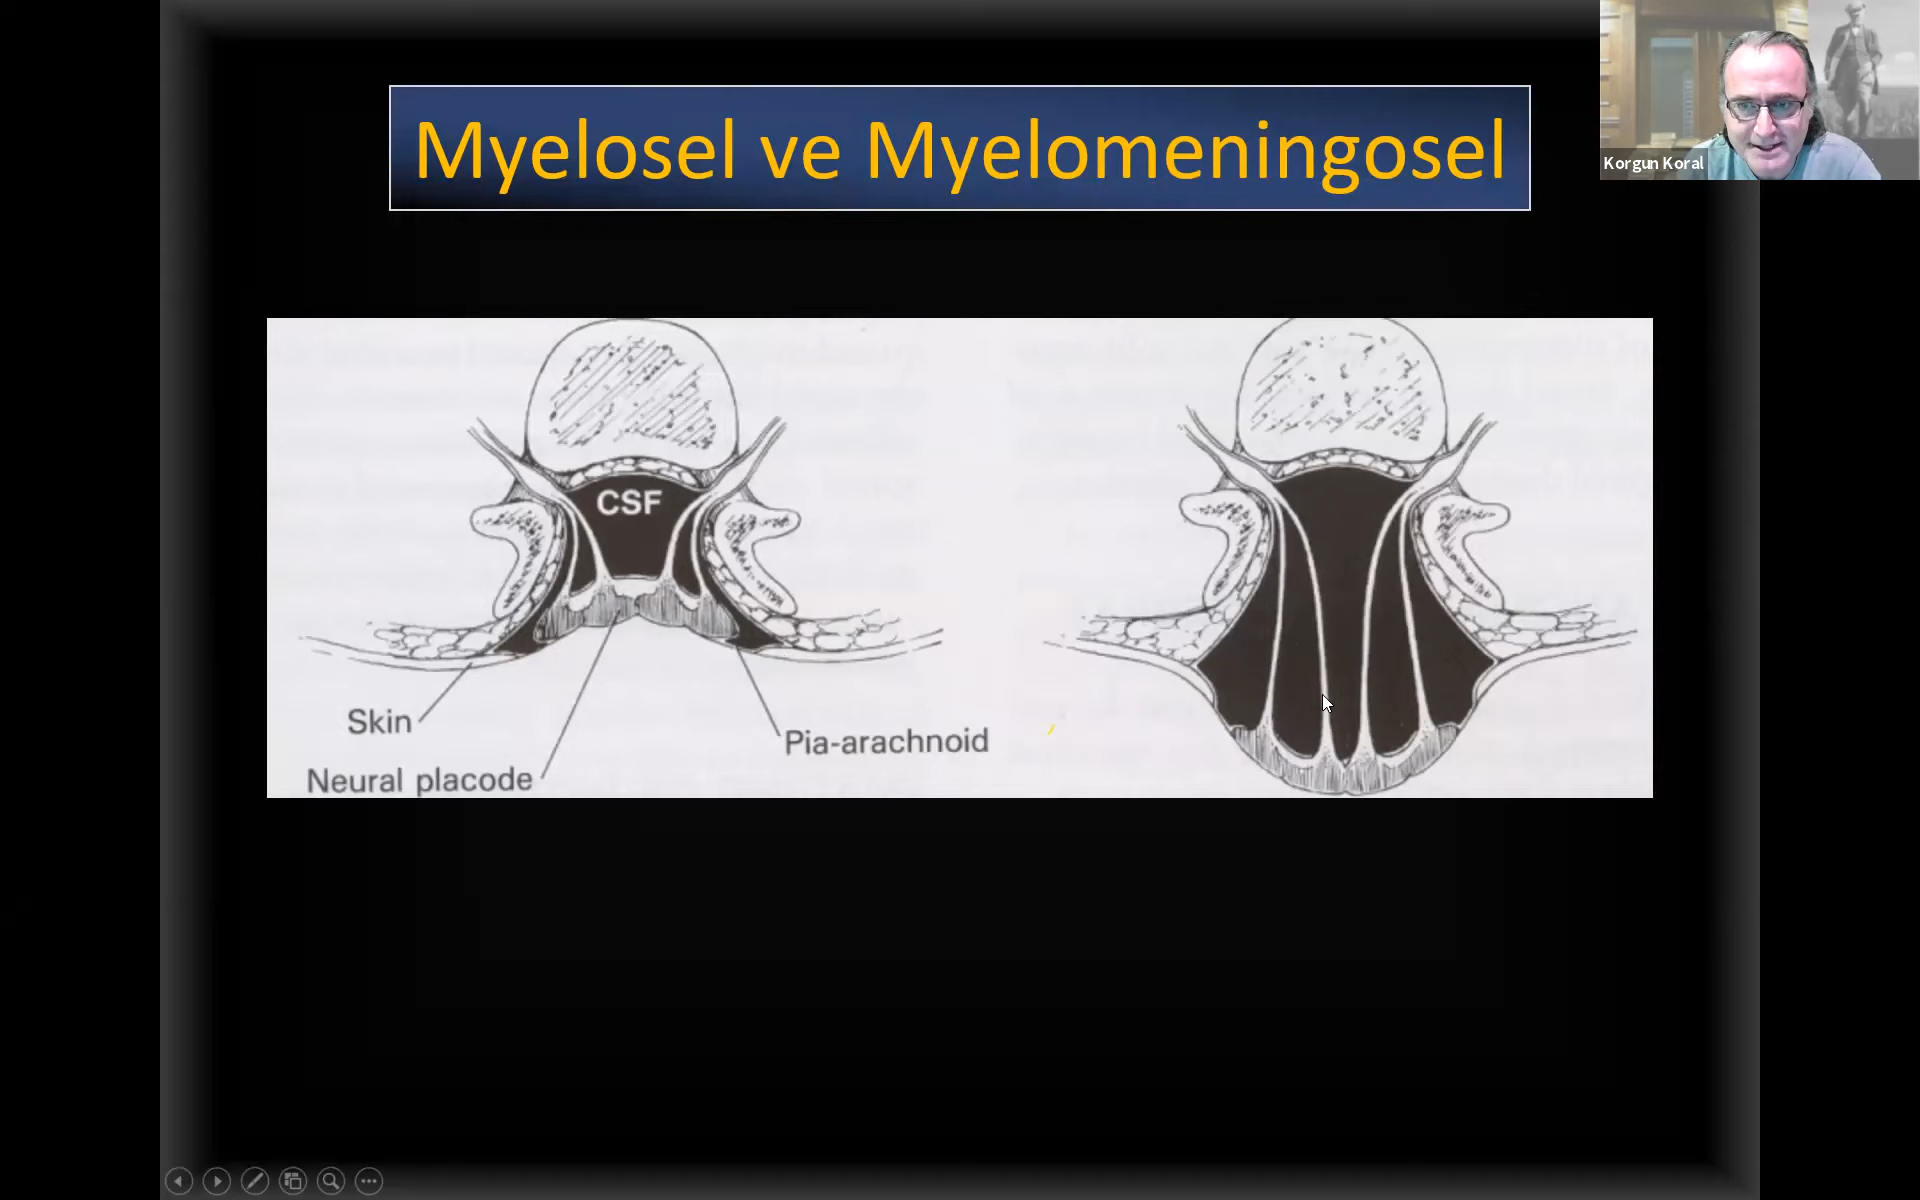 Myelosel ve Myelomeningosel
Korgun Koral
CSF
Skin
Pia-arachnoid
Neural placode